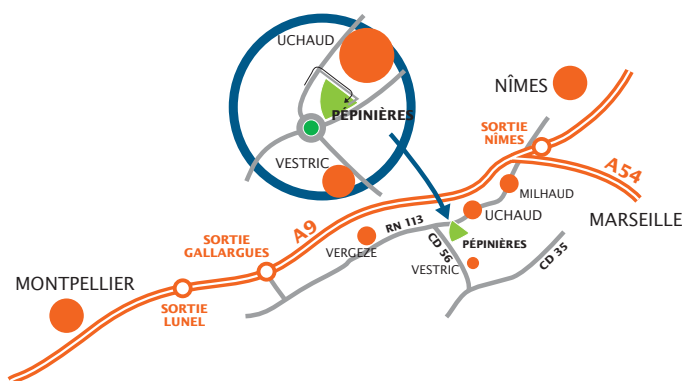 UCHAUD
PÉPINIÈRES
VESTRIC
NÎMES
SORTIE
NÎMES
A54
MILHAUD
MARSEILLE
UCHAUD
RN 113
A9
PÉPINIÈRES
CD 56
CD 35
VERGEZE
VESTRIC
SORTIE
GALLARGUES
MONTPELLIER
SORTIE
LUNEL